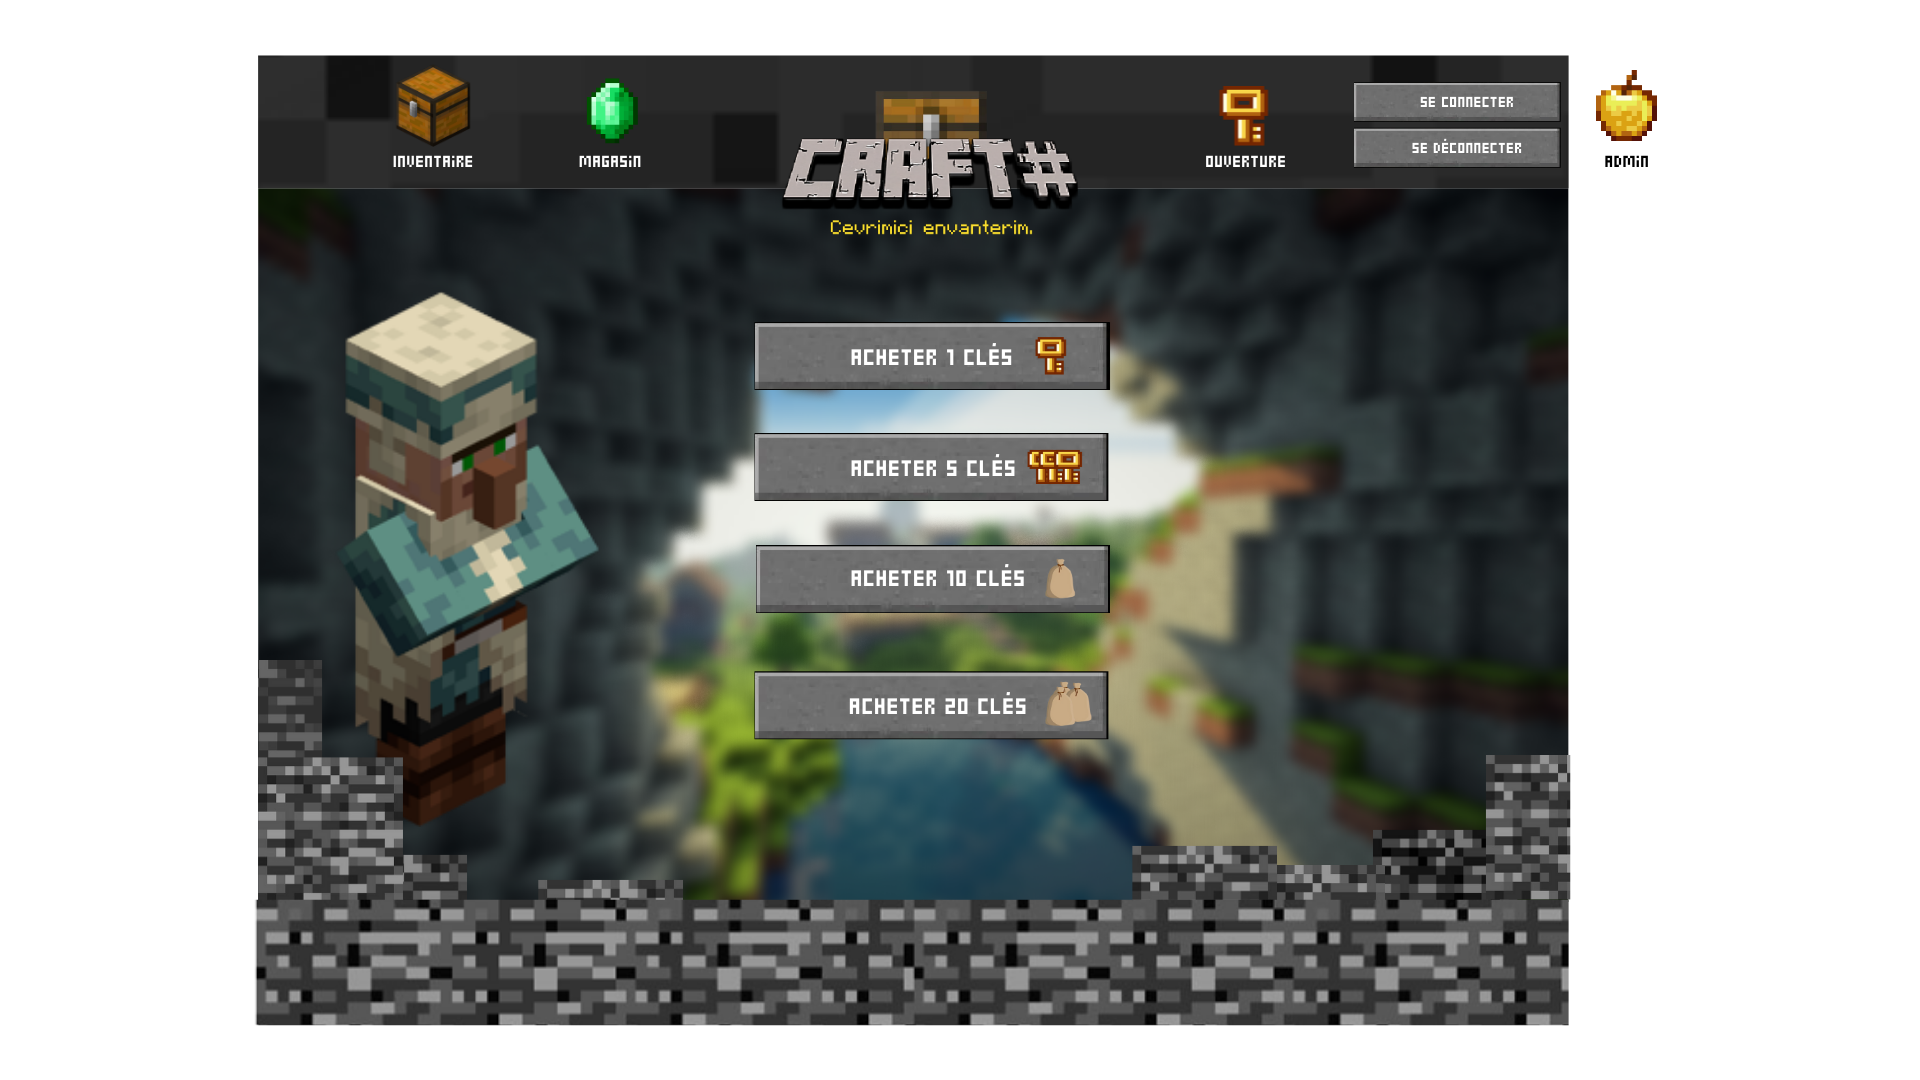 INVENTAIRE
MAGASIN
CRAFT#
Cevrimici envanterim.
OUVERTURE
SE CONNECTER
SE DÉCONNECTER
ADMIN
ACHETER 1 CLÉS
ACHETER 5 CLÉS
ACHETER 10 CLÉS
ACHETER 20 CLÉS